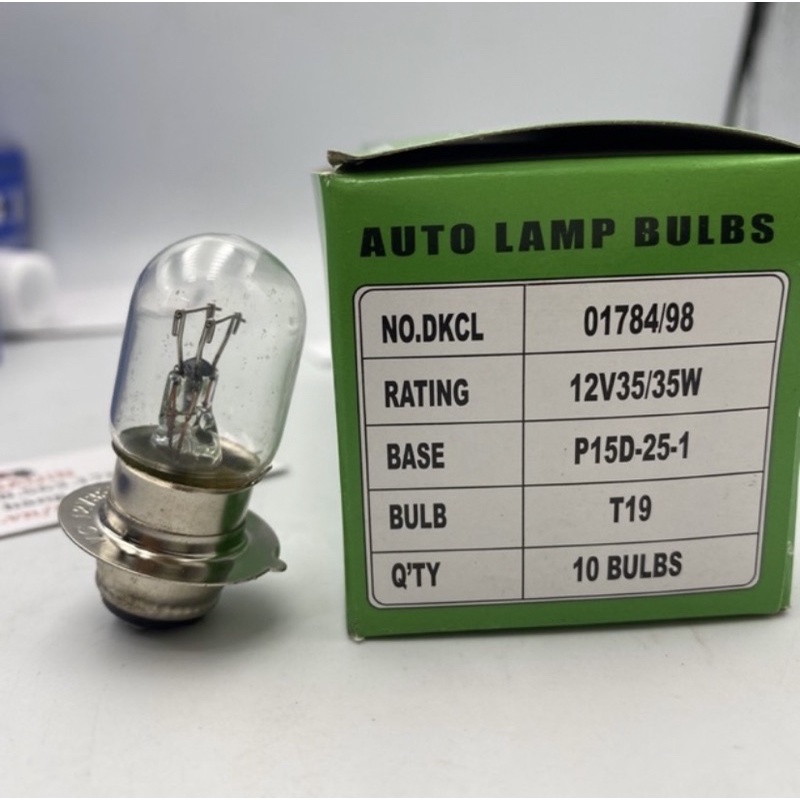 AUTO LAMP BULBS
NO.DKCL 01784/98
RATING 12V35/35W
BASE P15D-25-1
BULB T19
Q'TY 10 BULBS